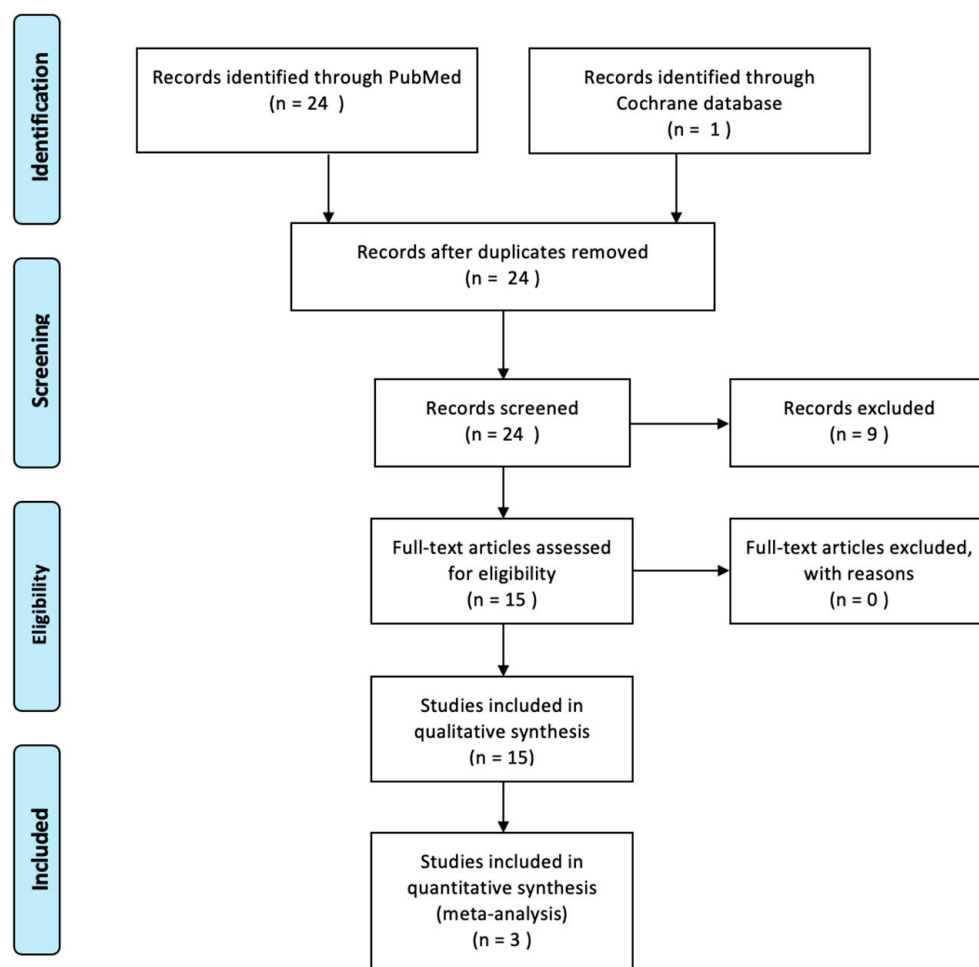 Identification
Records identified through PubMed
(n = 24 )
Records identified through
Cochrane database
(n = 1 )
Records after duplicates removed
(n = 24 )
Screening
Records screened
(n = 24 )
Records excluded
(n = 9 )
Eligibility
Full-text articles assessed
for eligibility
(n = 15 )
Full-text articles excluded,
with reasons
(n = 0 )
Studies included in
qualitative synthesis
(n = 15)
Included
Studies included in
quantitative synthesis
(meta-analysis)
(n = 3 )